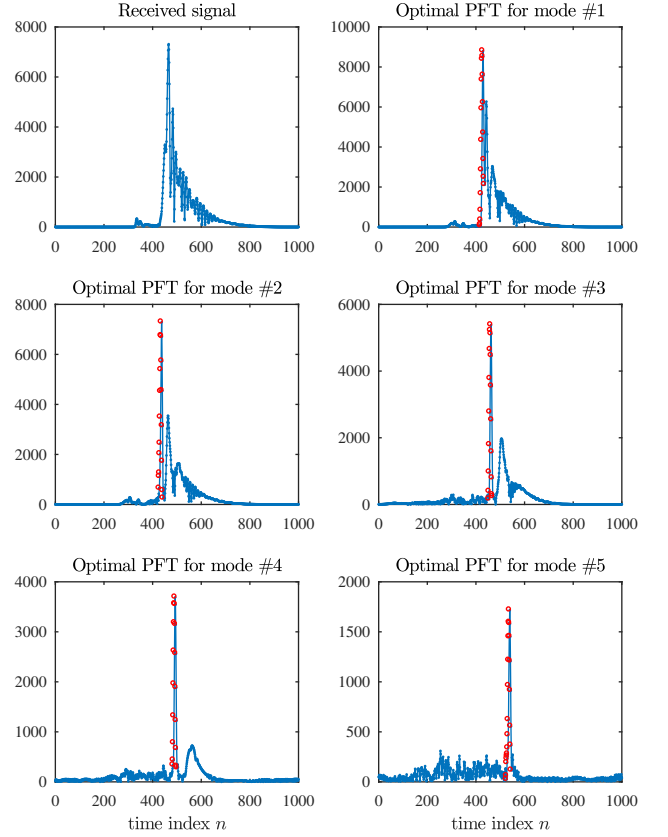 Received signal
8000
6000
4000
2000
0
0 200 400 600 800 1000
Optimal PFT for mode #1
10000
8000
6000
4000
2000
0
0 200 400 600 800 1000
Optimal PFT for mode #2
8000
6000
4000
2000
0
0 200 400 600 800 1000
Optimal PFT for mode #3
6000
4000
2000
0
0 200 400 600 800 1000
Optimal PFT for mode #4
4000
3000
2000
1000
0
0 200 400 600 800 1000
time index n
Optimal PFT for mode #5
2000
1500
1000
500
0
0 200 400 600 800 1000
time index n